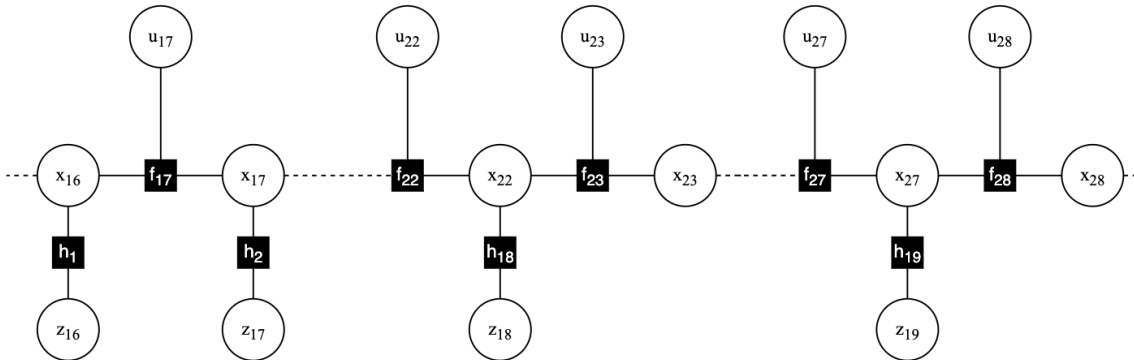 u17 u22 u23 u27 u28
x16 f17 x17 f22 x22 f23 x23 f27 x27 f28 x28
h1 h2 h18 h19
z16 z17 z18 z19